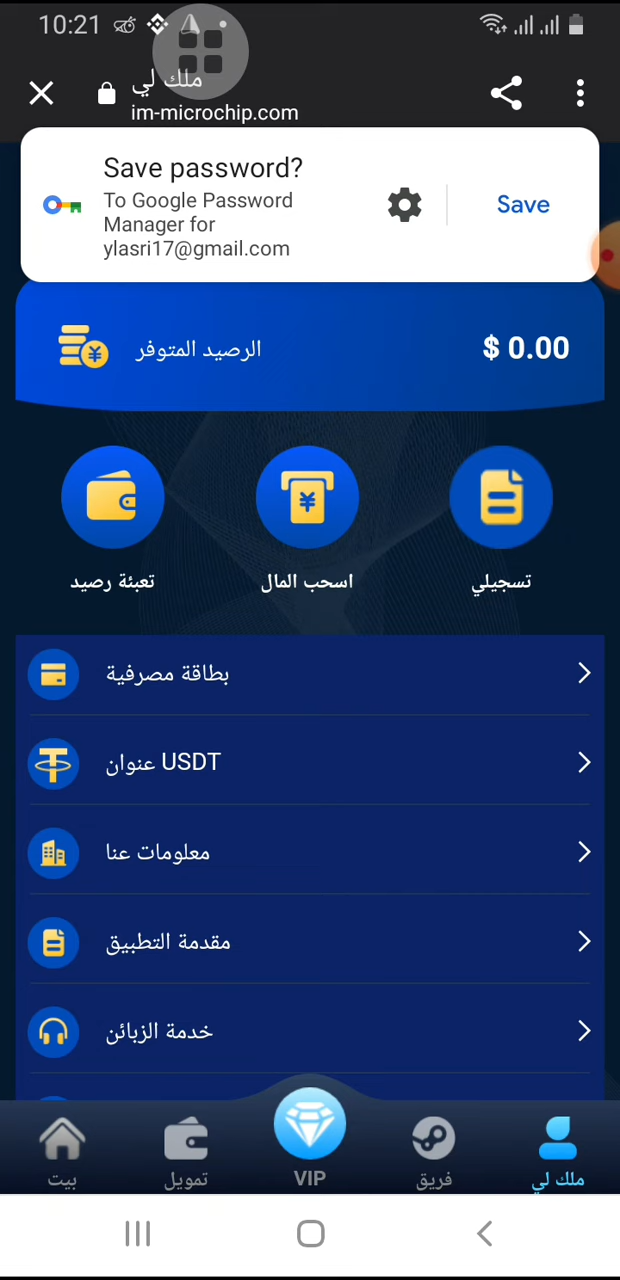 10:21
ملك لي
im-microchip.com
Save password?
To Google Password
Manager for
ylasri17@gmail.com
Save
الرصيد المتوفر
$ 0.00
تعبئة رصيد
اسحب المال
تسجيلي
بطاقة مصرفية
عنوان USDT
معلومات عنا
مقدمة التطبيق
خدمة الزبائن
بيت
تمويل
VIP
فريق
ملك لي